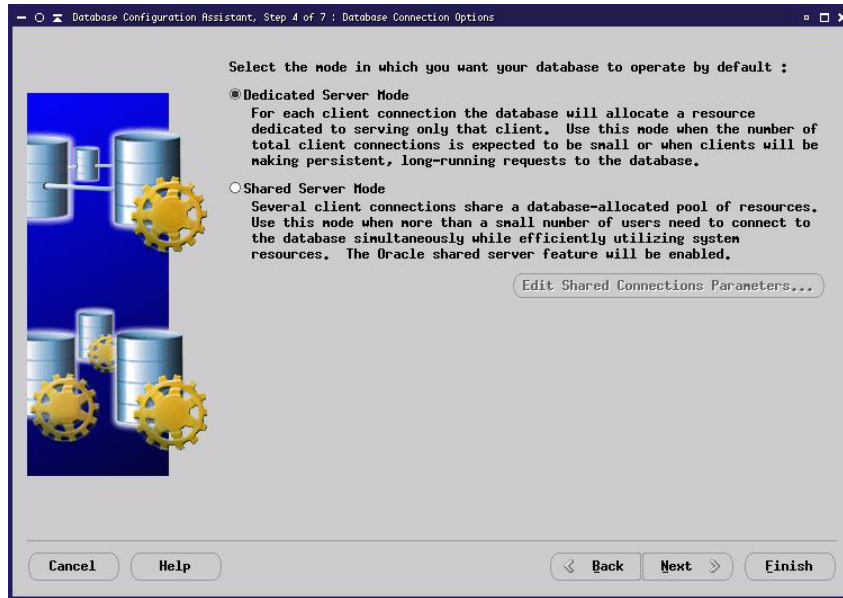 Database Configuration Assistant, Step 4 of 7 : Database Connection Options
Select the mode in which you want your database to operate by default :
Dedicated Server Mode
For each client connection the database will allocate a resource
dedicated to serving only that client. Use this mode when the number of
total client connections is expected to be small or when clients will be
making persistent, long-running requests to the database.
Shared Server Mode
Several client connections share a database-allocated pool of resources.
Use this mode when more than a small number of users need to connect to
the database simultaneously while efficiently utilizing system
resources. The Oracle shared server feature will be enabled.
Edit Shared Connections Parameters...
Cancel Help Back Next Finish